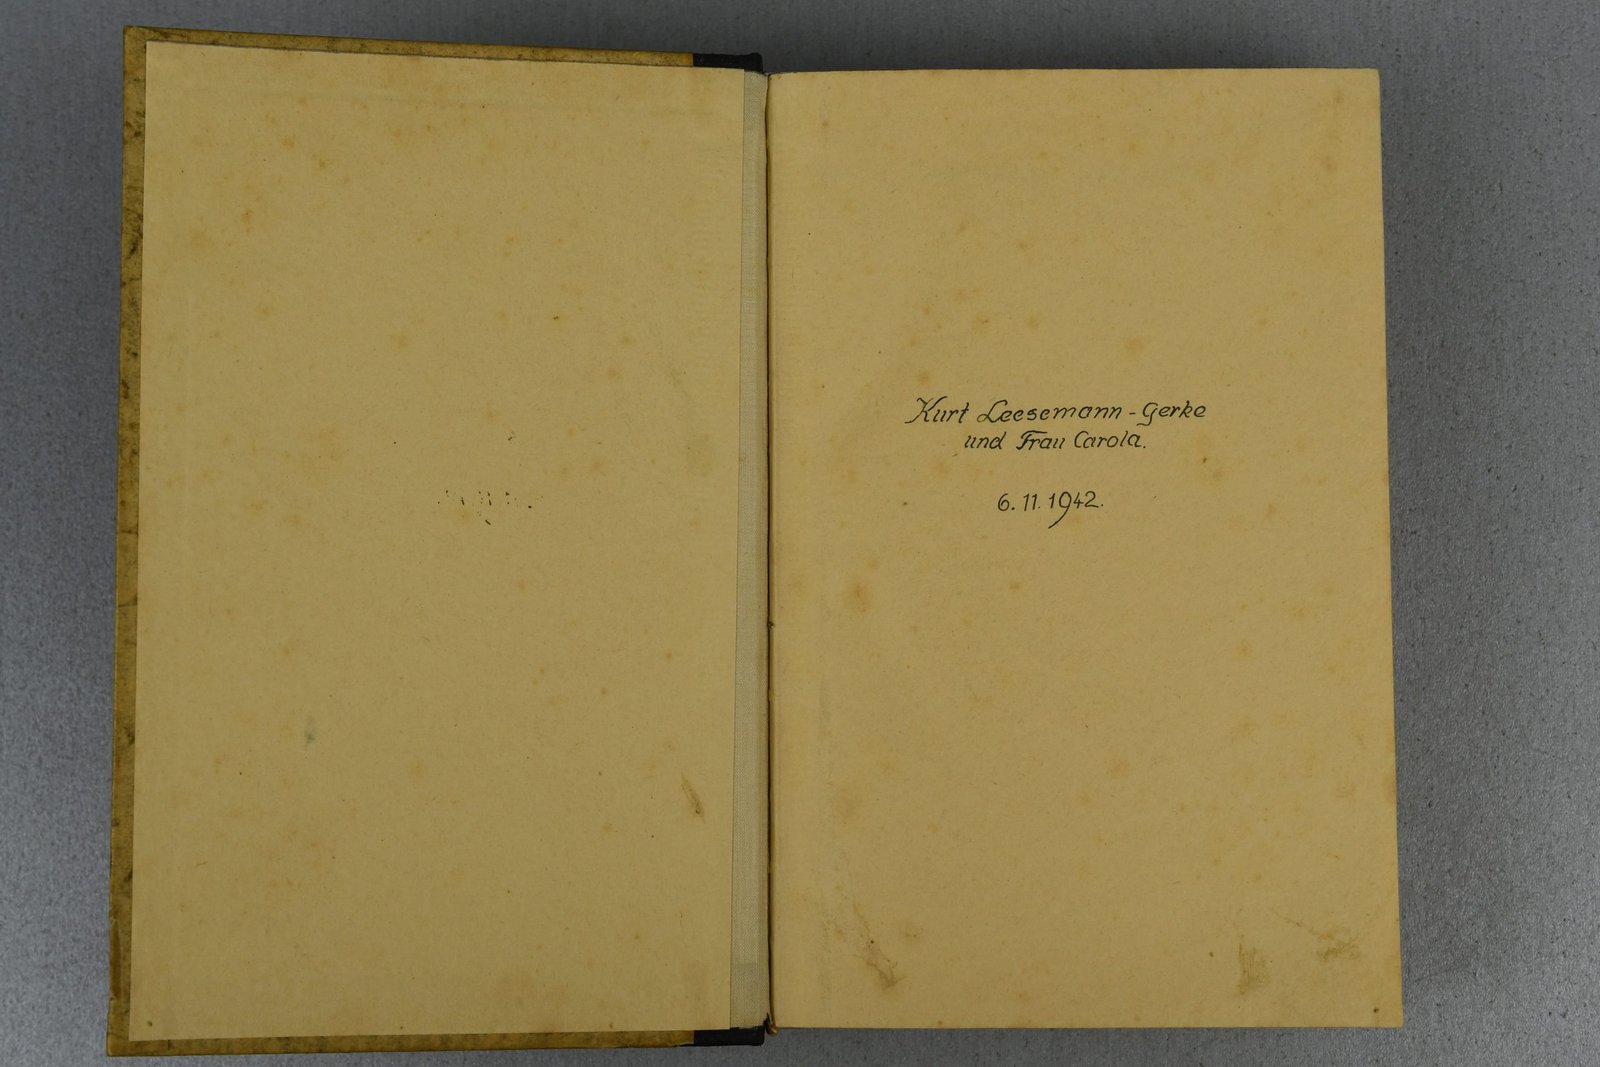 Kurt Leesemann-Gerke
und Frau Carola.
6.11.1942.